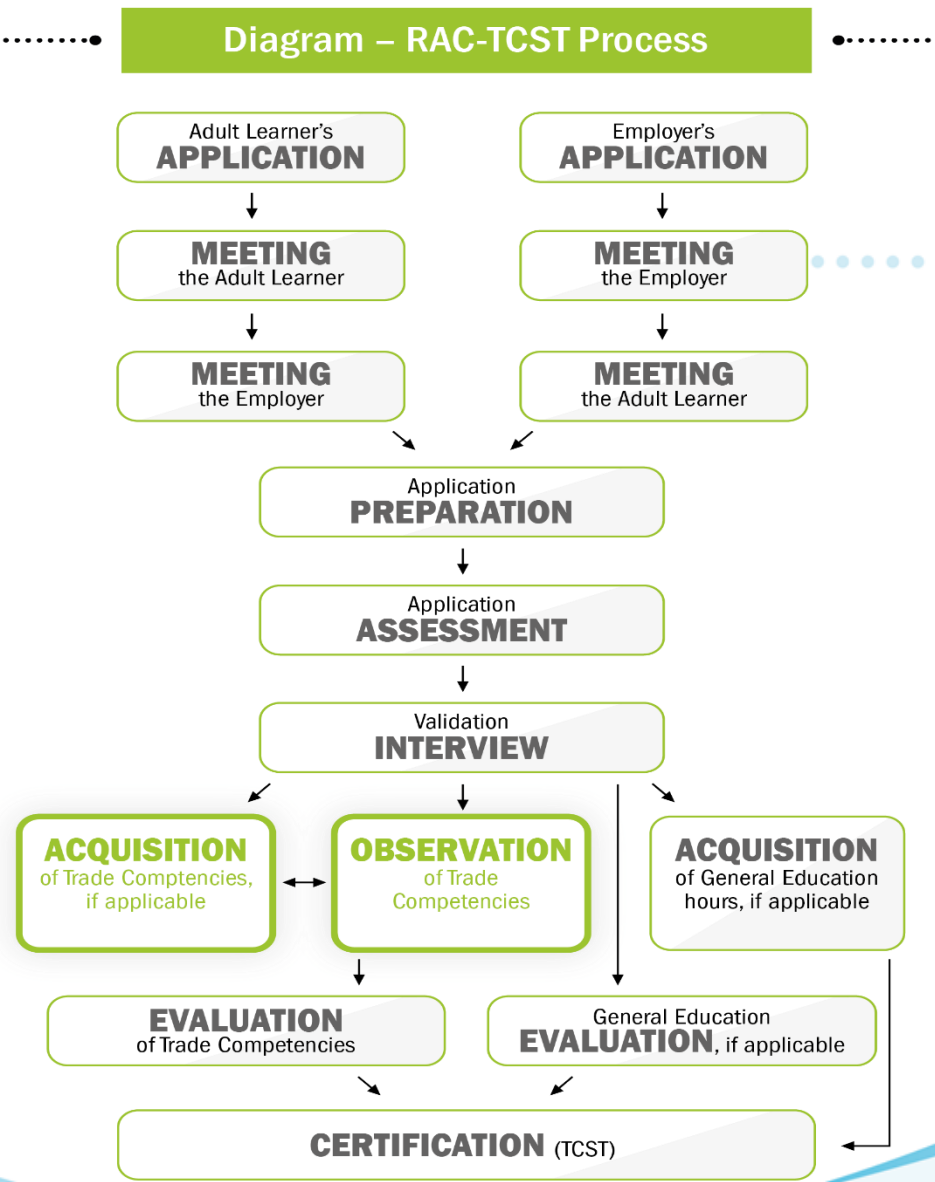 Diagram – RAC-TCST Process
Adult Learner's
APPLICATION
Employer's
APPLICATION
MEETING
the Adult Learner
MEETING
the Employer
MEETING
the Employer
MEETING
the Adult Learner
Application
PREPARATION
Application
ASSESSMENT
Validation
INTERVIEW
ACQUISITION
of Trade Comptencies,
if applicable
OBSERVATION
of Trade
Competencies
ACQUISITION
of General Education
hours, if applicable
EVALUATION
of Trade Competencies
General Education
EVALUATION, if applicable
CERTIFICATION (TCST)